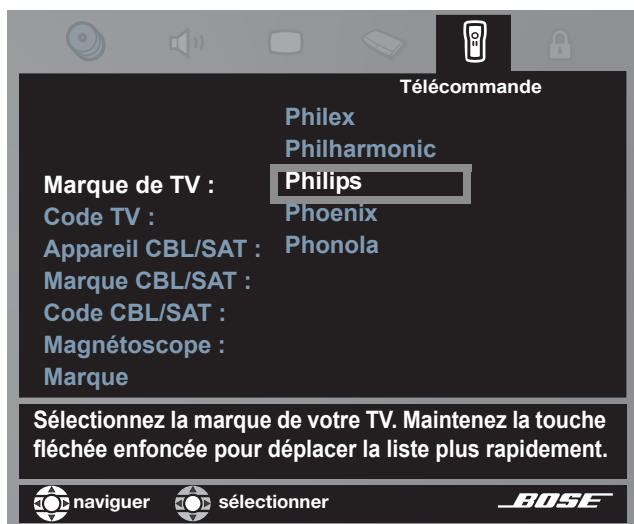 Télécommande
Philex
Philharmonic
Marque de TV : Philips
Code TV : Phoenix
Appareil CBL/SAT : Phonola
Marque CBL/SAT :
Code CBL/SAT :
Magnétoscope :
Marque
Sélectionnez la marque de votre TV. Maintenez la touche
fléchée enfoncée pour déplacer la liste plus rapidement.
naviguer sélectionner BOSE